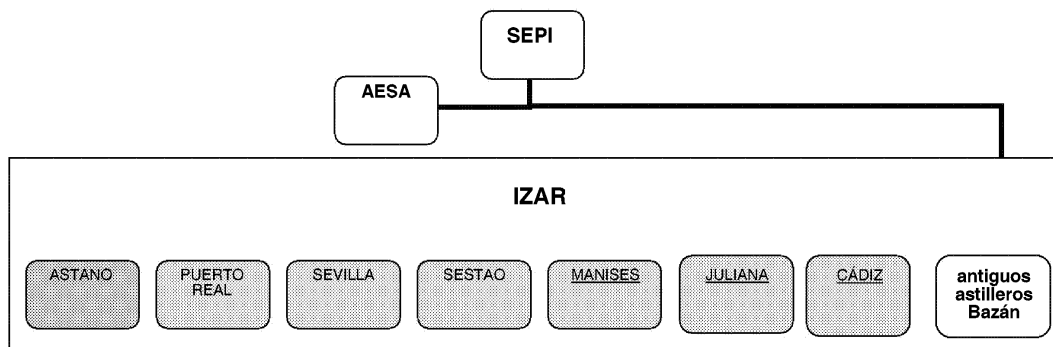 SEPI
AESA
IZAR
ASTANO
PUERTO
REAL
SEVILLA
SESTAO
MANISES
JULIANA
CÁDIZ
antiguos
astilleros
Bazán